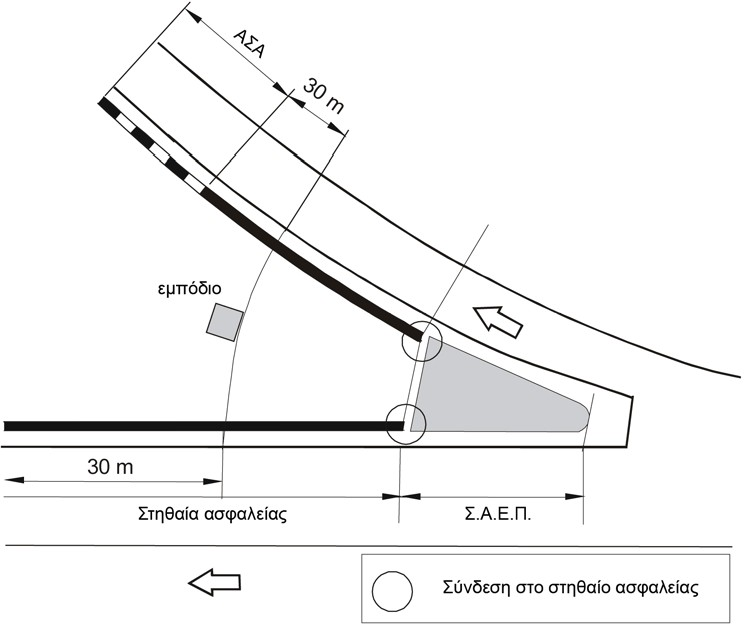 ΑΣΑ
30 m
εμπόδιο
30 m
Στηθαία ασφαλείας
Σ.Α.Ε.Π.
Σύνδεση στο στηθαίο ασφαλείας